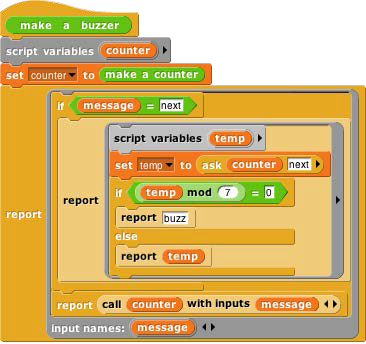 make a buzzer
script variables counter
set counter to make a counter
if message = next
script variables temp
set temp to ask counter next
if temp mod 7 = 0
report buzz
else
report temp
report
report
report call counter with inputs message
input names: message